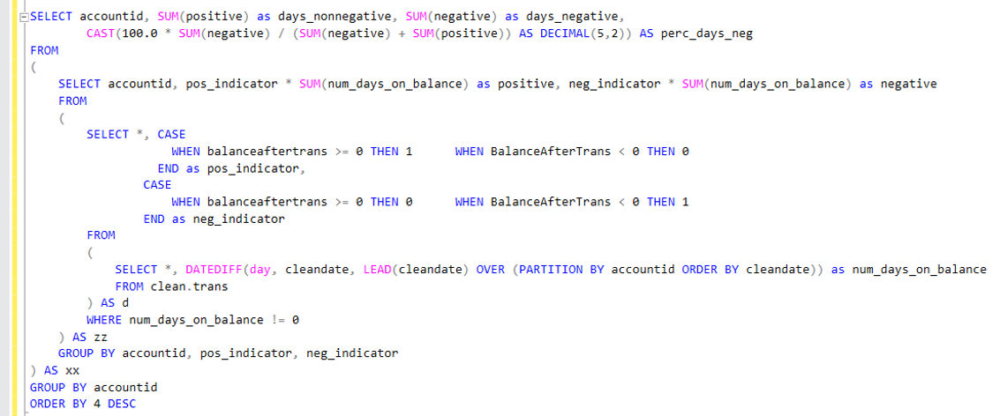 SELECT accountid, SUM(positive) as days_nonnegative, SUM(negative) as days_negative,
CAST(100.0 * SUM(negative) / (SUM(negative) + SUM(positive)) AS DECIMAL(5,2)) AS perc_days_neg
FROM
(
SELECT accountid, pos_indicator * SUM(num_days_on_balance) as positive, neg_indicator * SUM(num_days_on_balance) as negative
FROM
(
SELECT *, CASE
WHEN balanceaftertrans >= 0 THEN 1 WHEN BalanceAfterTrans < 0 THEN 0
END as pos_indicator,
CASE
WHEN balanceaftertrans >= 0 THEN 0 WHEN BalanceAfterTrans < 0 THEN 1
END as neg_indicator
FROM
(
SELECT *, DATEDIFF(day, cleandate, LEAD(cleandate) OVER (PARTITION BY accountid ORDER BY cleandate)) as num_days_on_balance
FROM clean.trans
) AS d
WHERE num_days_on_balance != 0
) AS zz
GROUP BY accountid, pos_indicator, neg_indicator
) AS xx
GROUP BY accountid
ORDER BY 4 DESC